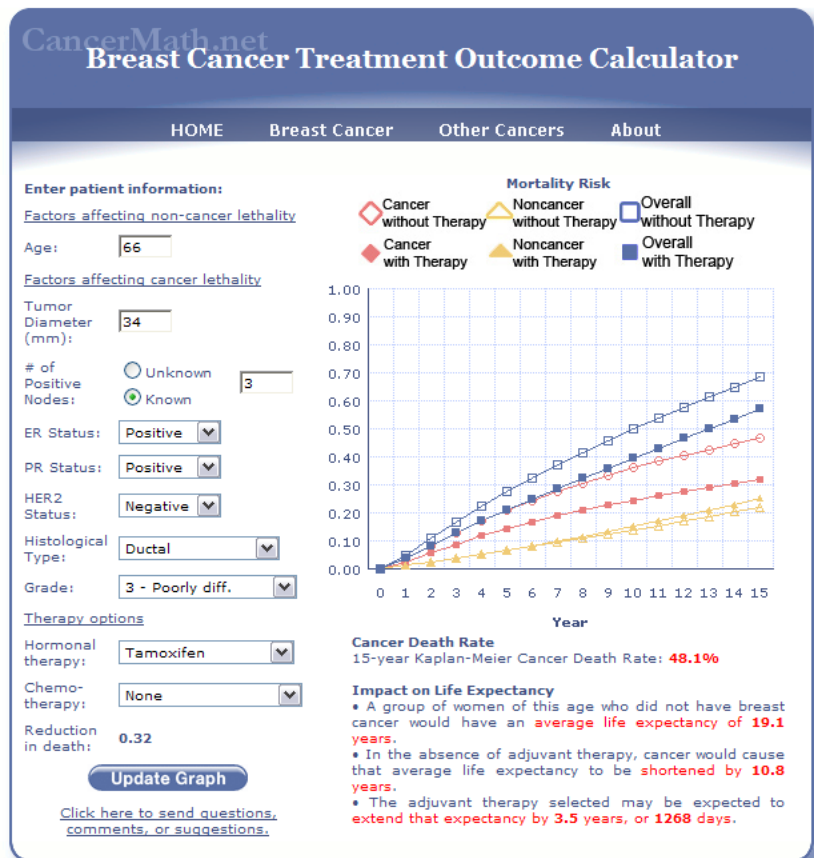 CancerMath.net
Breast Cancer Treatment Outcome Calculator
HOME Breast Cancer Other Cancers About
Enter patient information:
Factors affecting non-cancer lethality
Age: 66
Factors affecting cancer lethality
Tumor
Diameter
(mm): 34
# of
Positive
Nodes:
Unknown
Known
3
ER Status: Positive
PR Status: Positive
HER2
Status: Negative
Histological
Type: Ductal
Grade: 3 - Poorly diff.
Therapy options
Hormonal
therapy: Tamoxifen
Chemo-
therapy: None
Reduction
in death: 0.32
Update Graph
Click here to send questions,
comments, or suggestions.
Mortality Risk
Cancer
without Therapy
Noncancer
without Therapy
Overall
without Therapy
Cancer
with Therapy
Noncancer
with Therapy
Overall
with Therapy
1.00
0.90
0.80
0.70
0.60
0.50
0.40
0.30
0.20
0.10
0.00
0 1 2 3 4 5 6 7 8 9 10 11 12 13 14 15
Year
Cancer Death Rate
15-year Kaplan-Meier Cancer Death Rate: 48.1%
Impact on Life Expectancy
• A group of women of this age who did not have breast
cancer would have an average life expectancy of 19.1
years.
• In the absence of adjuvant therapy, cancer would cause
that average life expectancy to be shortened by 10.8
years.
• The adjuvant therapy selected may be expected to
extend that expectancy by 3.5 years, or 1268 days.